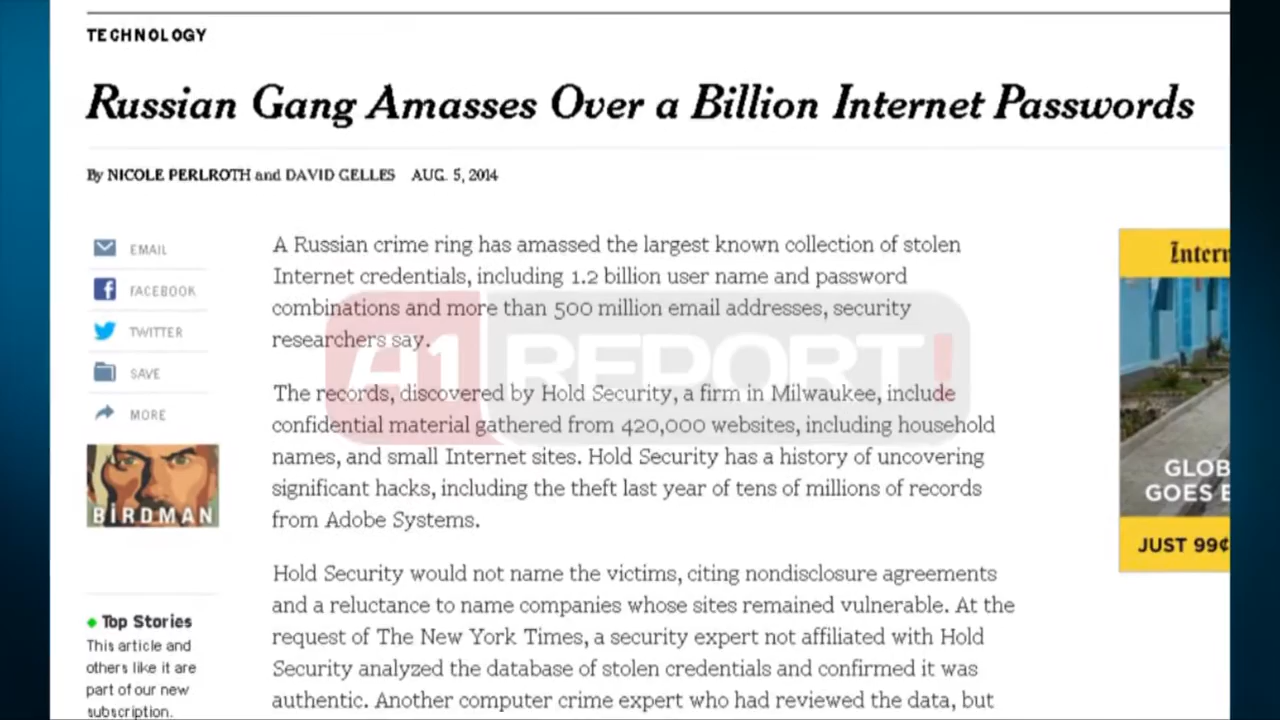 TECHNOLOGY
Russian Gang Amasses Over a Billion Internet Passwords
By NICOLE PERLROTH and DAVID GELLES AUG. 5, 2014
EMAIL
FACEBOOK
TWITTER
SAVE
MORE
BIRDMAN
Top Stories
This article and
others like it are
part of our new
subscription.
A Russian crime ring has amassed the largest known collection of stolen
Internet credentials, including 1.2 billion user name and password
combinations and more than 500 million email addresses, security
researchers say.
The records, discovered by Hold Security, a firm in Milwaukee, include
confidential material gathered from 420,000 websites, including household
names, and small Internet sites. Hold Security has a history of uncovering
significant hacks, including the theft last year of tens of millions of records
from Adobe Systems.
Hold Security would not name the victims, citing nondisclosure agreements
and a reluctance to name companies whose sites remained vulnerable. At the
request of The New York Times, a security expert not affiliated with Hold
Security analyzed the database of stolen credentials and confirmed it was
authentic. Another computer crime expert who had reviewed the data, but
A1 REPORT!
Intern
GLOB
GOES E
JUST 99¢